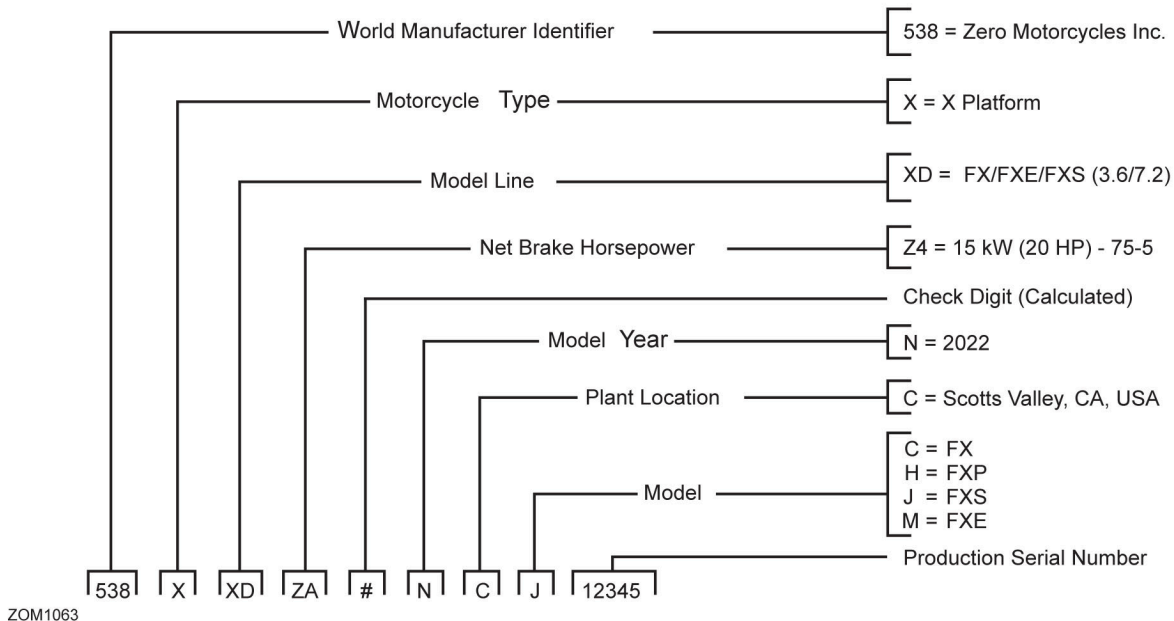 World Manufacturer Identifier
538 = Zero Motorcycles Inc.
Motorcycle Type
X = X Platform
Model Line
XD = FX/FXE/FXS (3.6/7.2)
Net Brake Horsepower
Z4 = 15 kW (20 HP) - 75-5
Check Digit (Calculated)
Model Year
N = 2022
Plant Location
C = Scotts Valley, CA, USA
Model
C = FX
H = FXP
J = FXS
M = FXE
Production Serial Number
538 X XD ZA # N C J 12345
ZOM1063